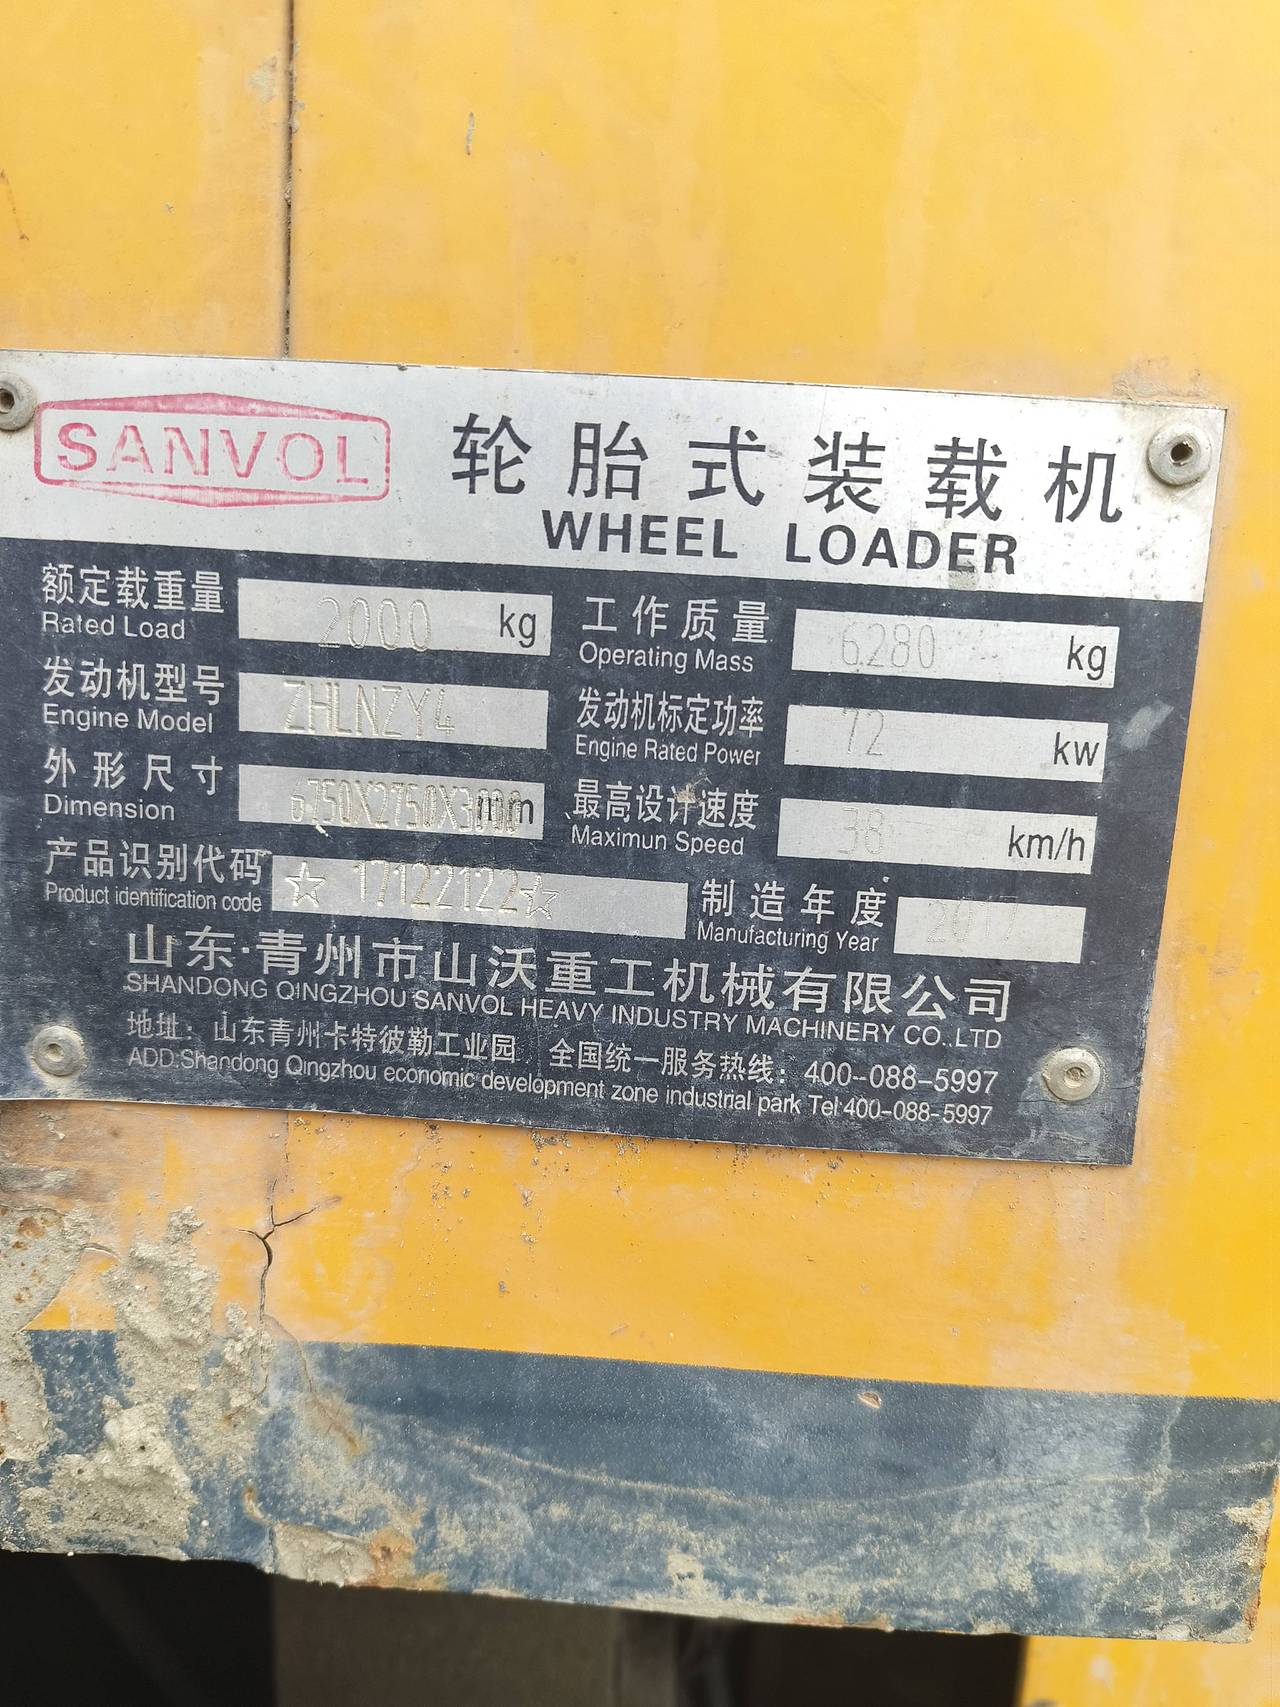 SANVOL
轮胎式装载机
WHEEL LOADER
额定载重量 2000 kg 工作质量 6280 kg
Rated Load Operating Mass
发动机型号 ZHLNZY4 发动机标定功率 72 kw
Engine Model Engine Rated Power
外形尺寸 6750X2750X3000 mm 最高设计速度 38 km/h
Dimension Maximun Speed
产品识别代码 ☆ 17122122☆ 制造年度 2017
Product identification code Manufacturing Year
山东·青州市山沃重工机械有限公司
SHANDONG QINGZHOU SANVOL HEAVY INDUSTRY MACHINERY CO.,LTD
地址：山东青州卡特彼勒工业园 全国统一服务热线：400-088-5997
ADD:Shandong Qingzhou economic development zone industrial park Tel:400-088-5997